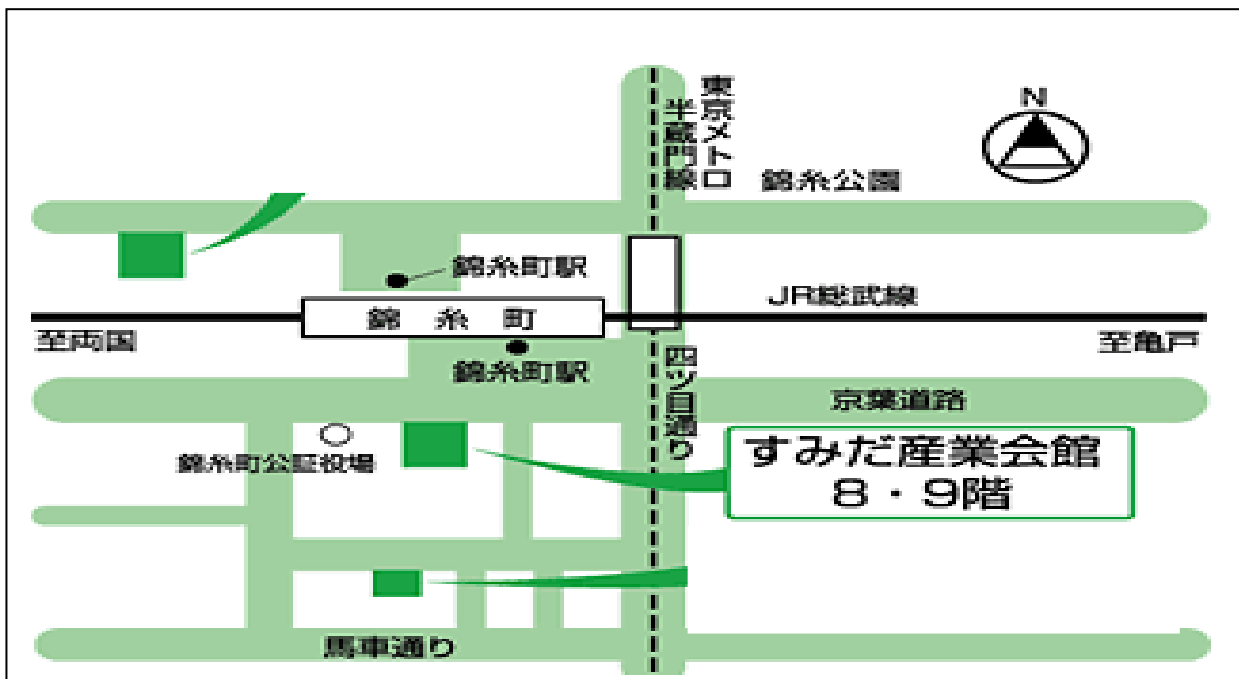 東京メトロ
半蔵門線
N
錦糸公園
錦糸町駅
JR総武線
錦糸町
至両国
至亀戸
錦糸町駅
四ツ目通り
京葉道路
錦糸町公証役場
すみだ産業会館
8・9階
馬車通り